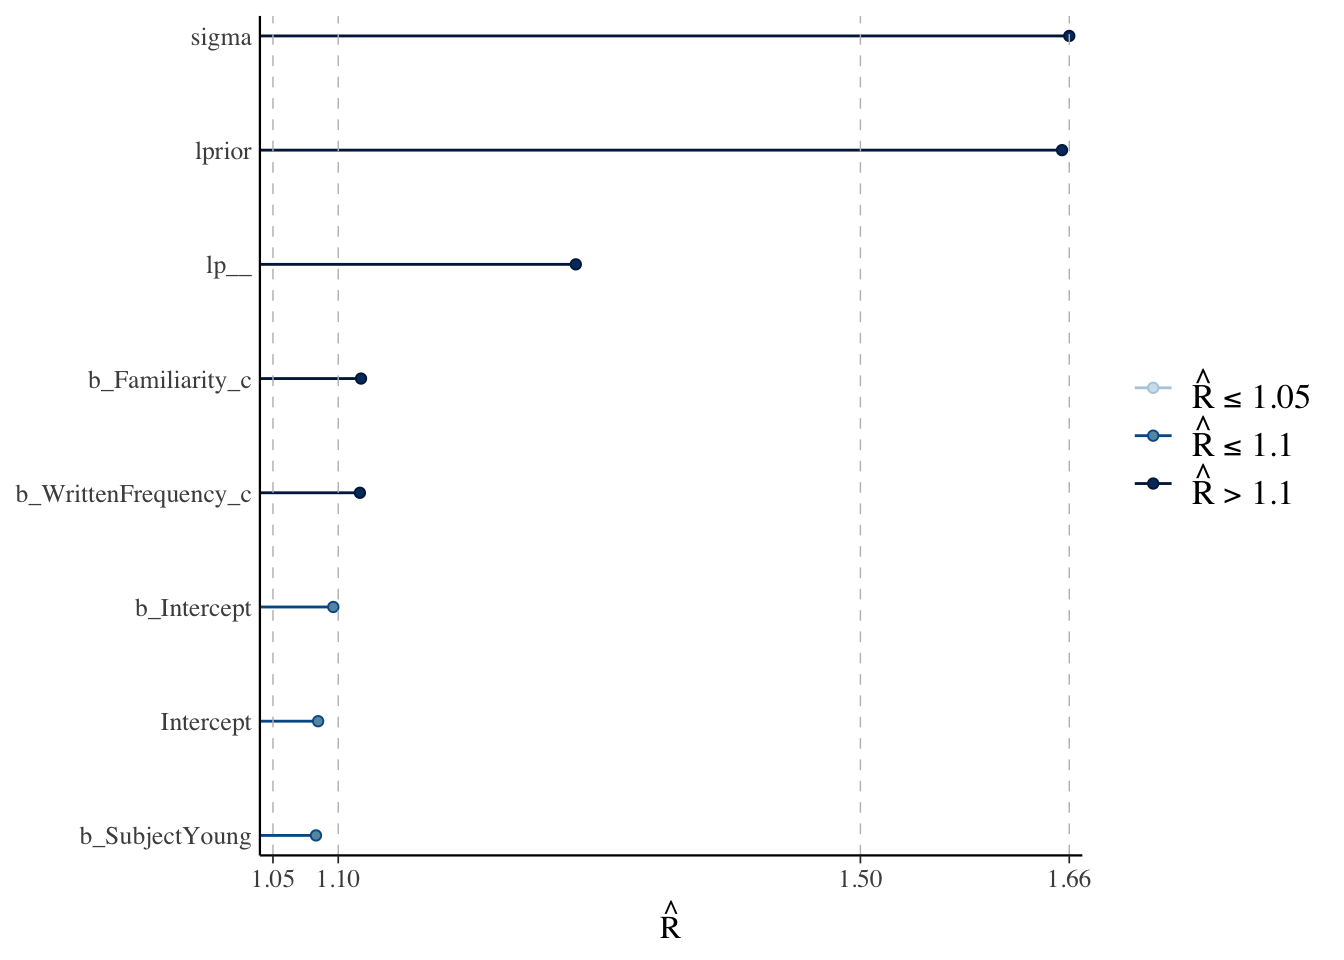 sigma
lprior
lp__
b_Familiarity_c
b_WrittenFrequency_c
b_Intercept
Intercept
b_SubjectYoung
1.05 1.10 1.50 1.66
R̂
R̂ ≤ 1.05
R̂ ≤ 1.1
R̂ > 1.1